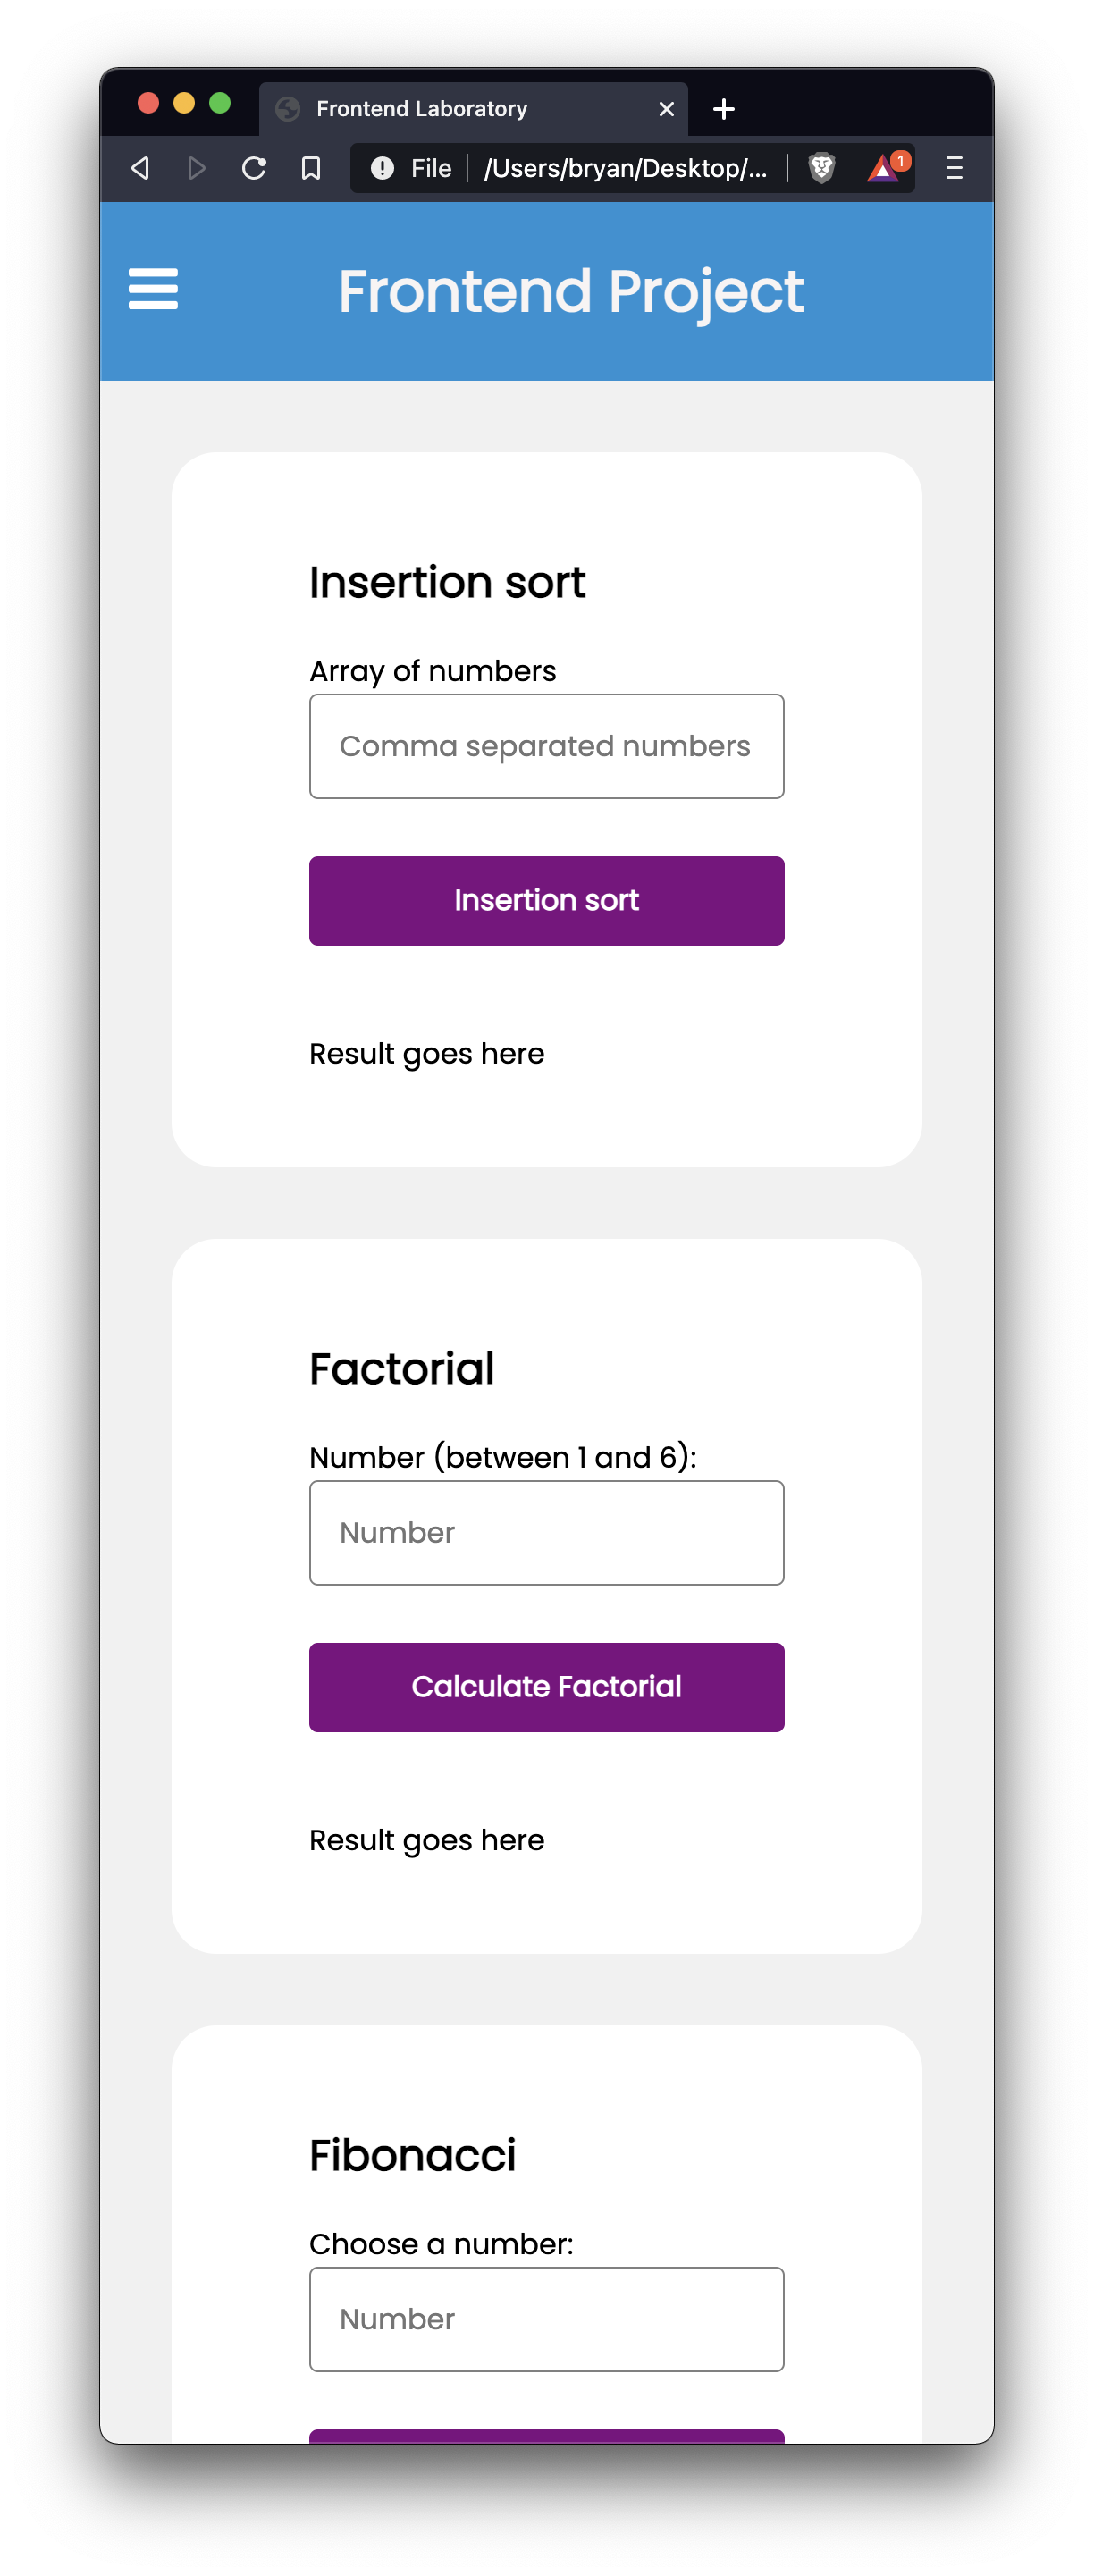 Frontend Laboratory
File /Users/bryan/Desktop/... 1
Frontend Project
Insertion sort
Array of numbers
Comma separated numbers
Insertion sort
Result goes here
Factorial
Number (between 1 and 6):
Number
Calculate Factorial
Result goes here
Fibonacci
Choose a number:
Number